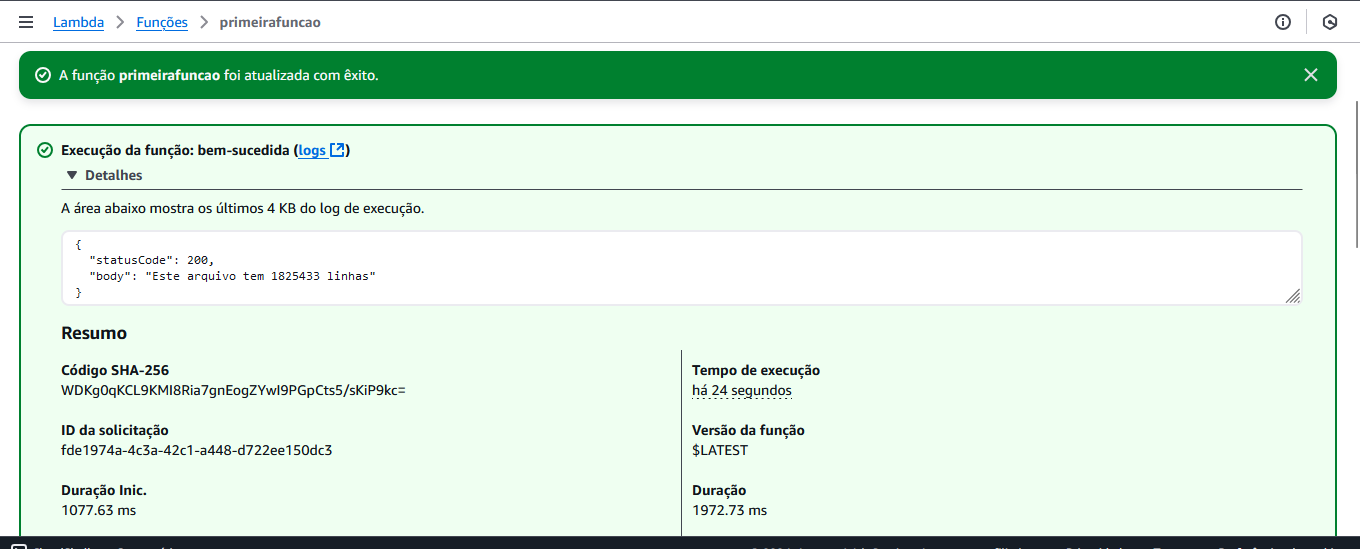 Lambda > Funções > primeirafuncao
A função primeirafuncao foi atualizada com êxito.
Execução da função: bem-sucedida (logs)
Detalhes
A área abaixo mostra os últimos 4 KB do log de execução.
{
"statusCode": 200,
"body": "Este arquivo tem 1825433 linhas"
}
Resumo
Código SHA-256
WDKg0qKCL9KMI8Ria7gnEogZYwI9PGpCts5/sKiP9kc=
Tempo de execução
há 24 segundos
ID da solicitação
fde1974a-4c3a-42c1-a448-d722ee150dc3
Versão da função
$LATEST
Duração Inic.
1077.63 ms
Duração
1972.73 ms